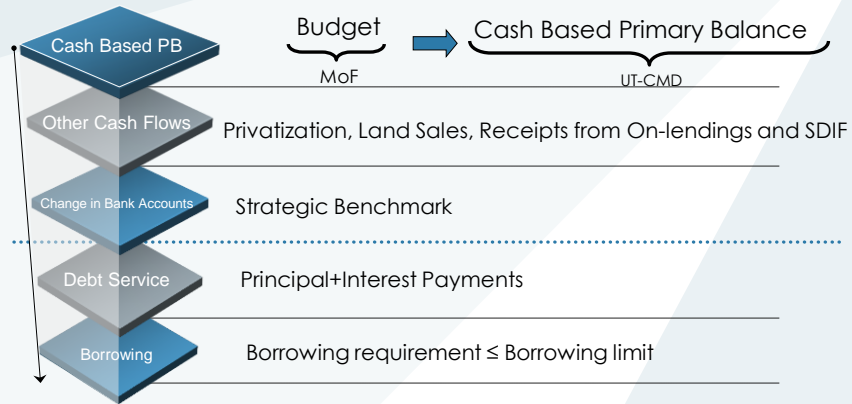 Cash Based PB
Budget
Cash Based Primary Balance
MoF
UT-CMD
Other Cash Flows
Privatization, Land Sales, Receipts from On-lendings and SDIF
Change in Bank Accounts
Strategic Benchmark
Debt Service
Principal+Interest Payments
Borrowing
Borrowing requirement ≤ Borrowing limit